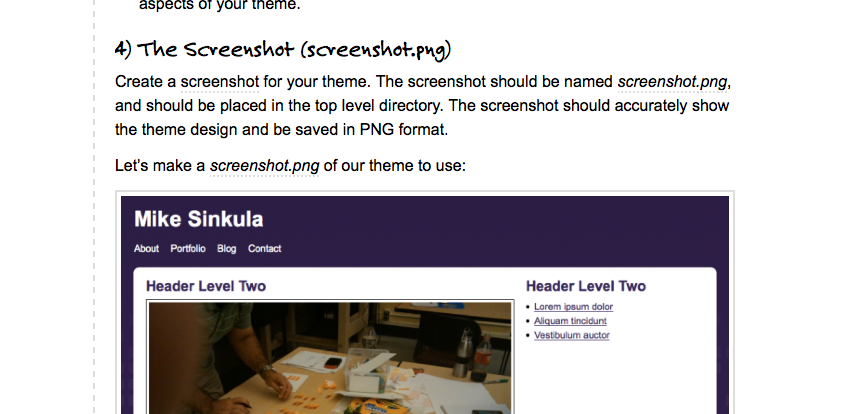 aspects of your theme.
4) The Screenshot (screenshot.png)
Create a screenshot for your theme. The screenshot should be named screenshot.png,
and should be placed in the top level directory. The screenshot should accurately show
the theme design and be saved in PNG format.
Let's make a screenshot.png of our theme to use:
Mike Sinkula
About Portfolio Blog Contact
Header Level Two
Header Level Two
• Lorem ipsum dolor
• Aliquam tincidunt
• Vestibulum auctor